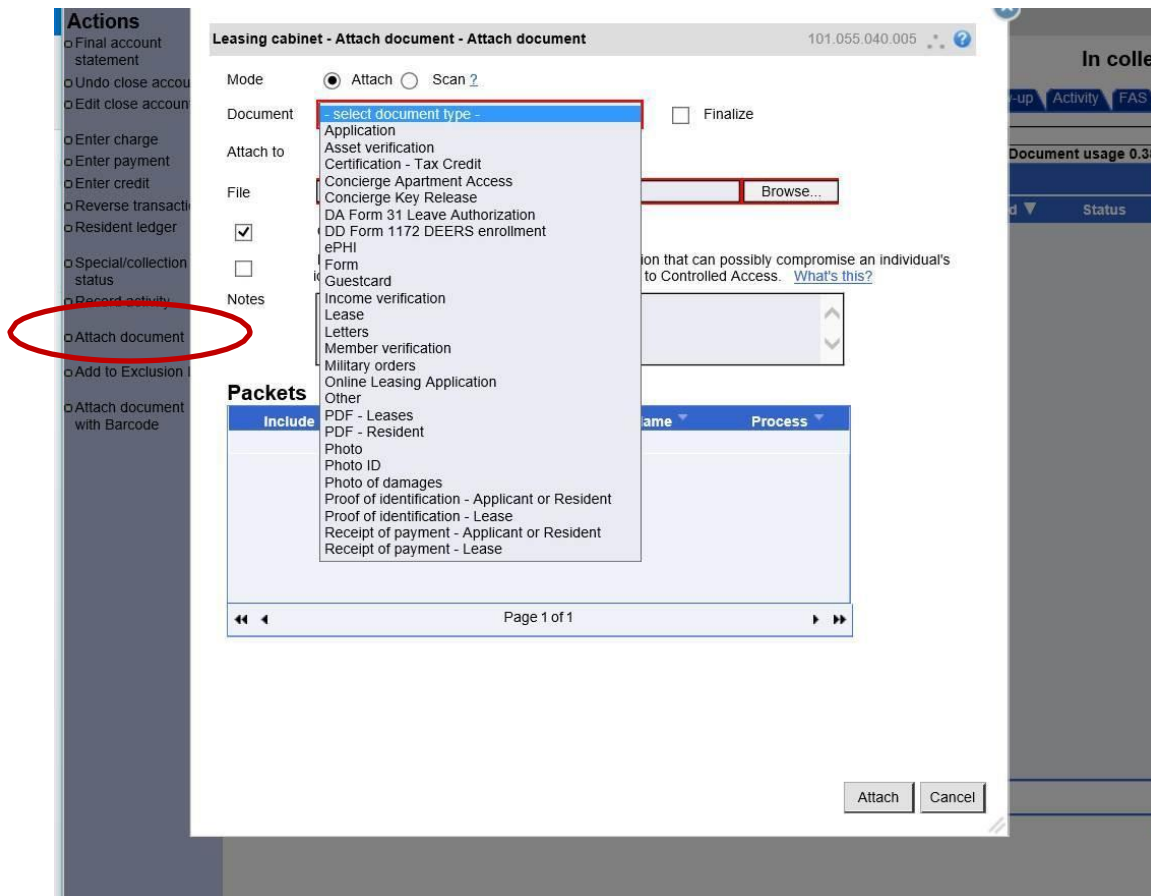 Actions
Final account
statement
Undo close accou
Edit close accoun
Enter charge
Enter payment
Enter credit
Reverse transacti
Resident ledger
Special/collection
status
Record activity
Attach document
Add to Exclusion
Attach document
with Barcode
Leasing cabinet - Attach document - Attach document 101.055.040.005 ?
Mode Attach Scan ?
Document - select document type - Finalize
Application
Asset verification
Certification - Tax Credit
Concierge Apartment Access
Concierge Key Release
DA Form 31 Leave Authorization
DD Form 1172 DEERS enrollment
ePHI
Form
Guestcard
Income verification
Lease
Letters
Member verification
Military orders
Online Leasing Application
Other
PDF - Leases
PDF - Resident
Photo
Photo ID
Photo of damages
Proof of identification - Applicant or Resident
Proof of identification - Lease
Receipt of payment - Applicant or Resident
Receipt of payment - Lease
Attach to
File Browse...
ion that can possibly compromise an individual's
to Controlled Access. What's this?
Notes
Packets
Include ame Process
Page 1 of 1
Attach Cancel
In colle
-up Activity FAS
Document usage 0.38
d Status